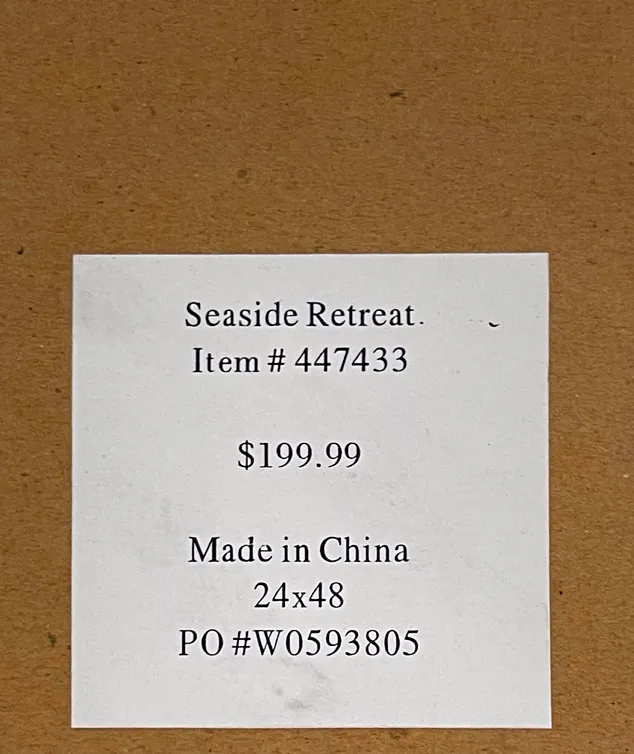 Seaside Retreat.
Item # 447433
$199.99
Made in China
24x48
PO #W0593805